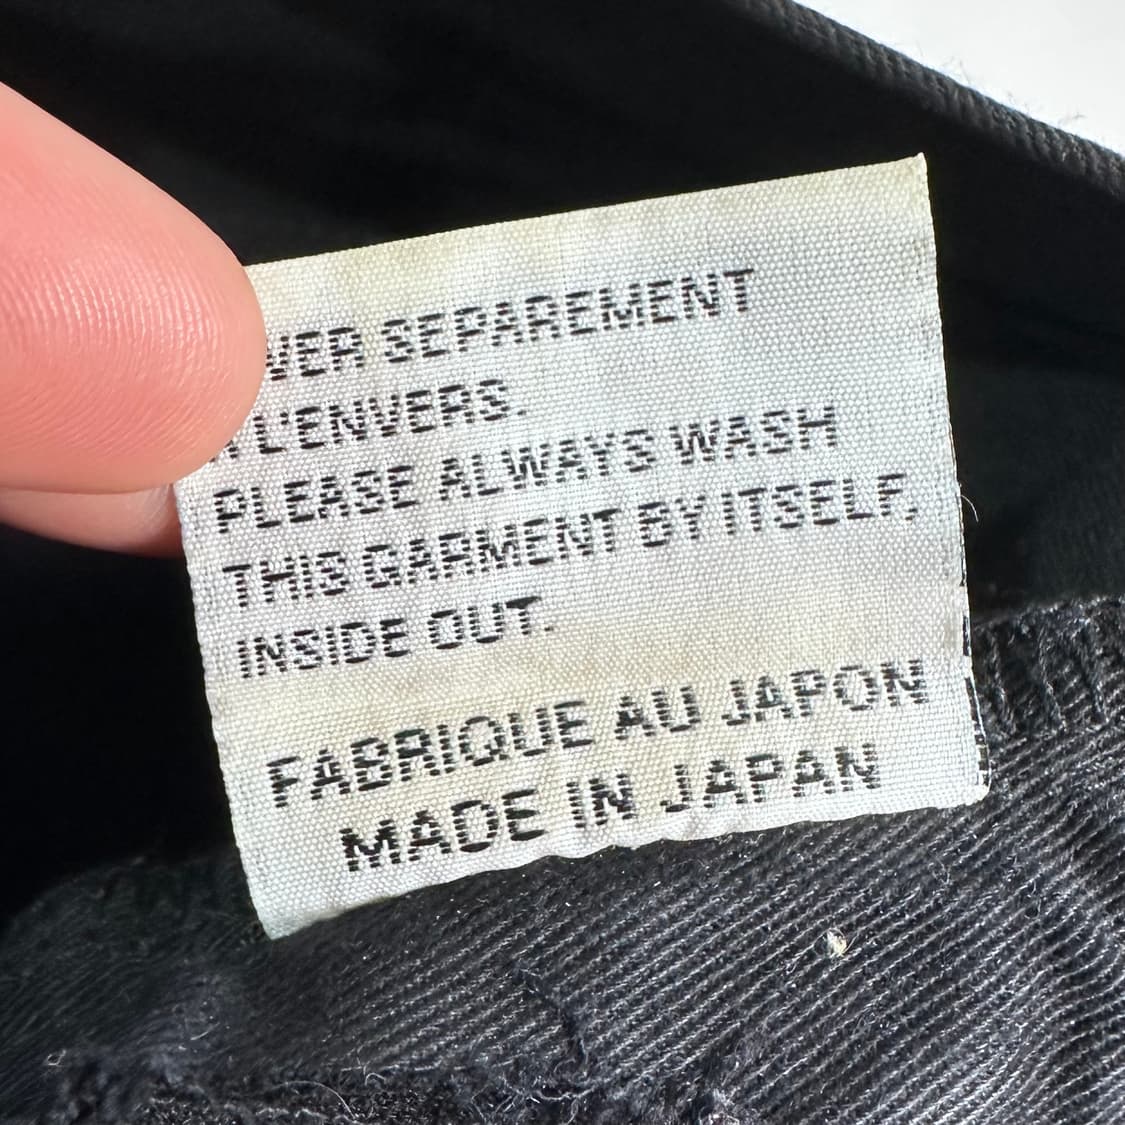 VER SEPAREMENT
A L'ENVERS.
PLEASE ALWAYS WASH
THIS GARMENT BY ITSELF,
INSIDE OUT.
FABRIQUE AU JAPON
MADE IN JAPAN